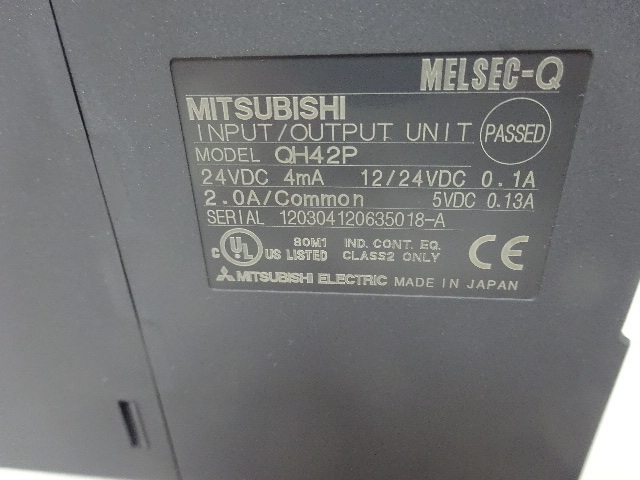 MELSEC-Q
MITSUBISHI
INPUT/OUTPUT UNIT PASSED
MODEL QH42P
24VDC 4mA 12/24VDC 0.1A
2.0A/Common 5VDC 0.13A
SERIAL 120304120635018-A
C UL US LISTED 80M1 IND. CONT. EQ. CLASS2 ONLY CE
MITSUBISHI ELECTRIC MADE IN JAPAN